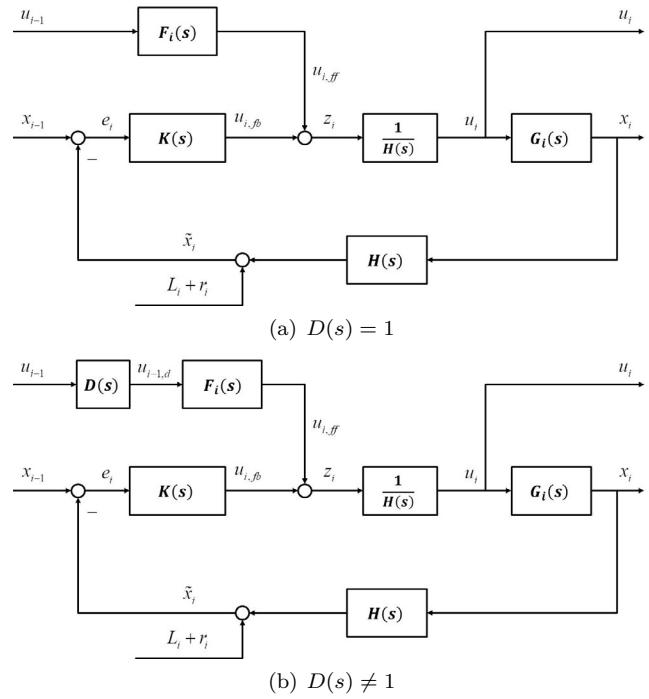 u_{i-1} F_i(s) u_i
u_{i,ff}
x_{i-1} e_i K(s) u_{i,fb} z_i 1/H(s) u_i G_i(s) x_i
−
x̃_i H(s)
L_i + r_i
(a) D(s) = 1
u_{i-1} D(s) u_{i-1,d} F_i(s) u_i
u_{i,ff}
x_{i-1} e_i K(s) u_{i,fb} z_i 1/H(s) u_i G_i(s) x_i
−
x̃_i H(s)
L_i + r_i
(b) D(s) ≠ 1